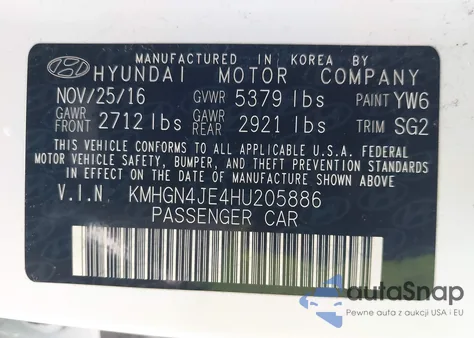 MANUFACTURED IN KOREA BY
HYUNDAI MOTOR COMPANY
NOV/25/16 GVWR 5379 lbs PAINT YW6
GAWR FRONT 2712 lbs GAWR REAR 2921 lbs TRIM SG2
THIS VEHICLE CONFORMS TO ALL APPLICABLE U.S.A. FEDERAL
MOTOR VEHICLE SAFETY, BUMPER, AND THEFT PREVENTION STANDARDS
IN EFFECT ON THE DATE OF MANUFACTURE SHOWN ABOVE.
V.I.N KMHGN4JE4HU205886
PASSENGER CAR
autoSnap
Pewne auta z aukcji USA i EU